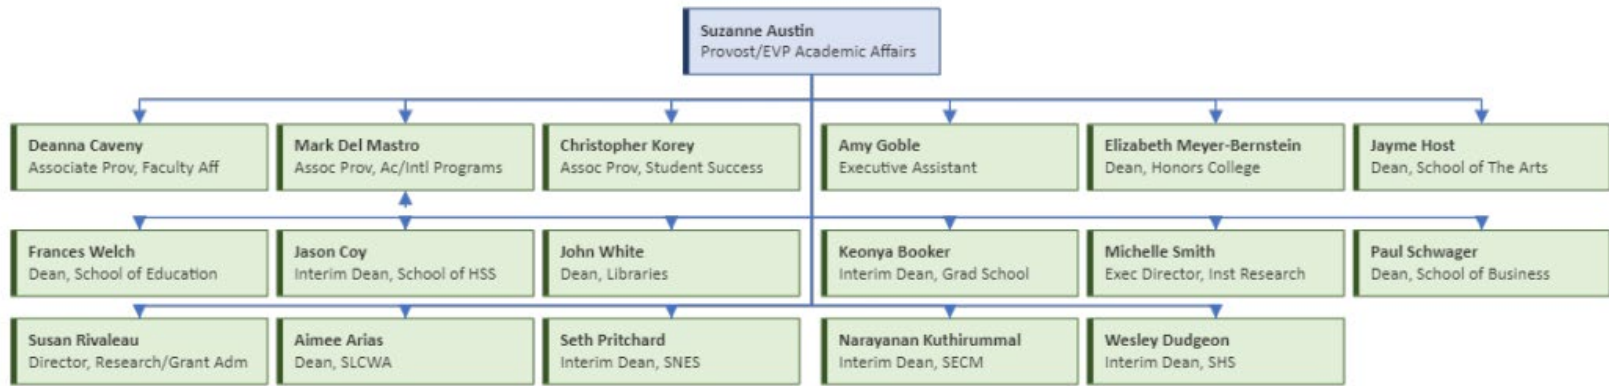 Suzanne Austin
Provost/EVP Academic Affairs
Deanna Caveny
Associate Prov, Faculty Aff
Mark Del Mastro
Assoc Prov, Ac/Intl Programs
Christopher Korey
Assoc Prov, Student Success
Amy Goble
Executive Assistant
Elizabeth Meyer-Bernstein
Dean, Honors College
Jayme Host
Dean, School of The Arts
Frances Welch
Dean, School of Education
Jason Coy
Interim Dean, School of HSS
John White
Dean, Libraries
Keonya Booker
Interim Dean, Grad School
Michelle Smith
Exec Director, Inst Research
Paul Schwager
Dean, School of Business
Susan Rivaleau
Director, Research/Grant Adm
Aimee Arias
Dean, SLCWA
Seth Pritchard
Interim Dean, SNES
Narayanan Kuthirummal
Interim Dean, SECM
Wesley Dudgeon
Interim Dean, SHS